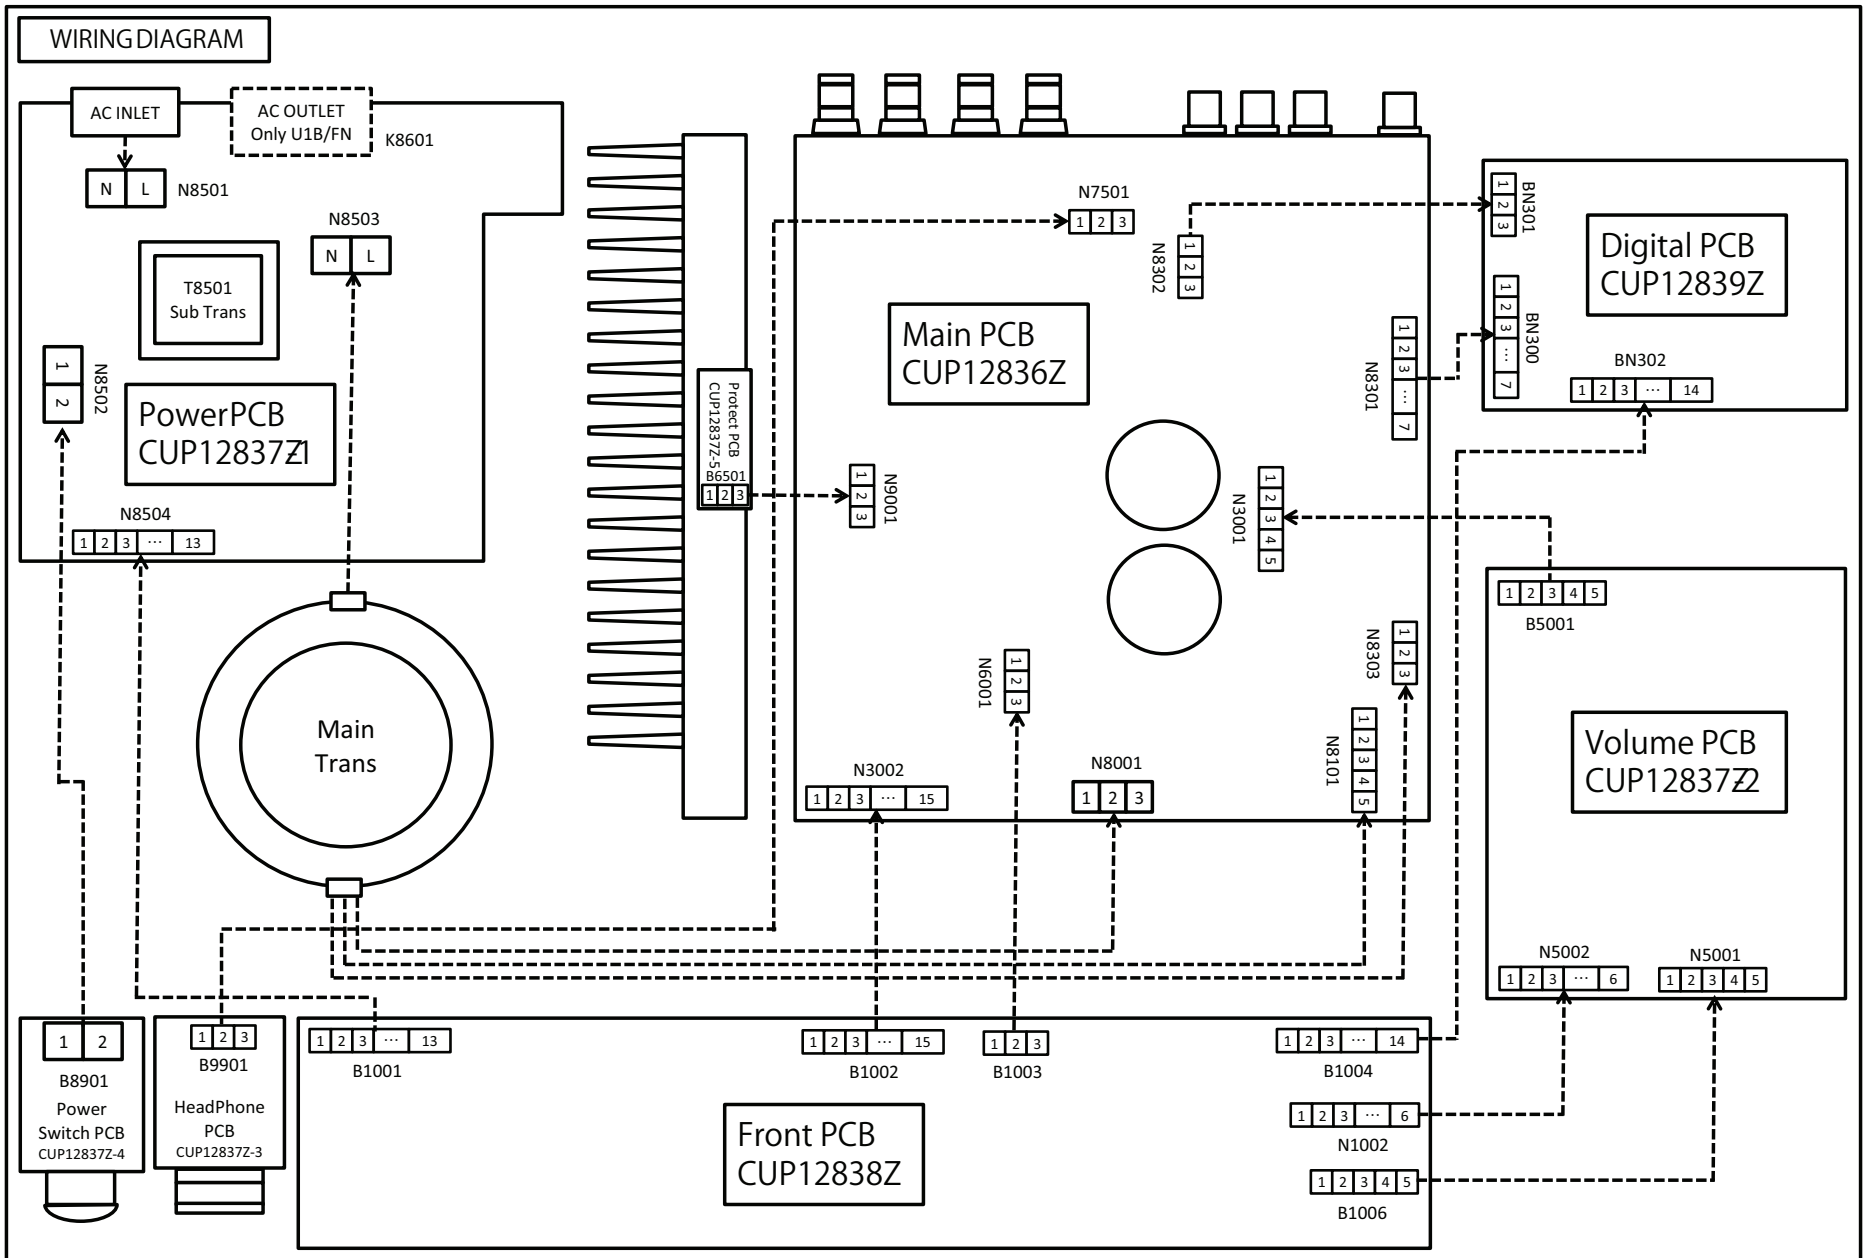 WIRING DIAGRAM
AC INLET
AC OUTLET
Only U1B/FN
K8601
N L
N8501
N8503
N L
T8501
Sub Trans
1 2
N8502
PowerPCB
CUP12837Z-1
N8504
1 2 3 ... 13
Main
Trans
Protect PCB
CUP12837Z-5
B6501
1 2 3
N7501
1 2 3
N8302
1 2 3
Main PCB
CUP12836Z
N8301
1 2 3 ... 7
1 2 3
N9001
N3001
1 2 3 4 5
N6001
1 2 3
N8303
1 2 3
N8101
1 2 3 4 5
N3002
1 2 3 ... 15
N8001
1 2 3
1 2 3
BN301
Digital PCB
CUP12839Z
1 2 3 ... 7
BN300
BN302
1 2 3 ... 14
1 2 3 4 5
B5001
Volume PCB
CUP12837Z-2
N5002
1 2 3 ... 6
N5001
1 2 3 4 5
1 2
B8901
Power
Switch PCB
CUP12837Z-4
1 2 3
B9901
HeadPhone
PCB
CUP12837Z-3
1 2 3 ... 13
B1001
1 2 3 ... 15
B1002
1 2 3
B1003
1 2 3 ... 14
B1004
1 2 3 ... 6
N1002
1 2 3 4 5
B1006
Front PCB
CUP12838Z